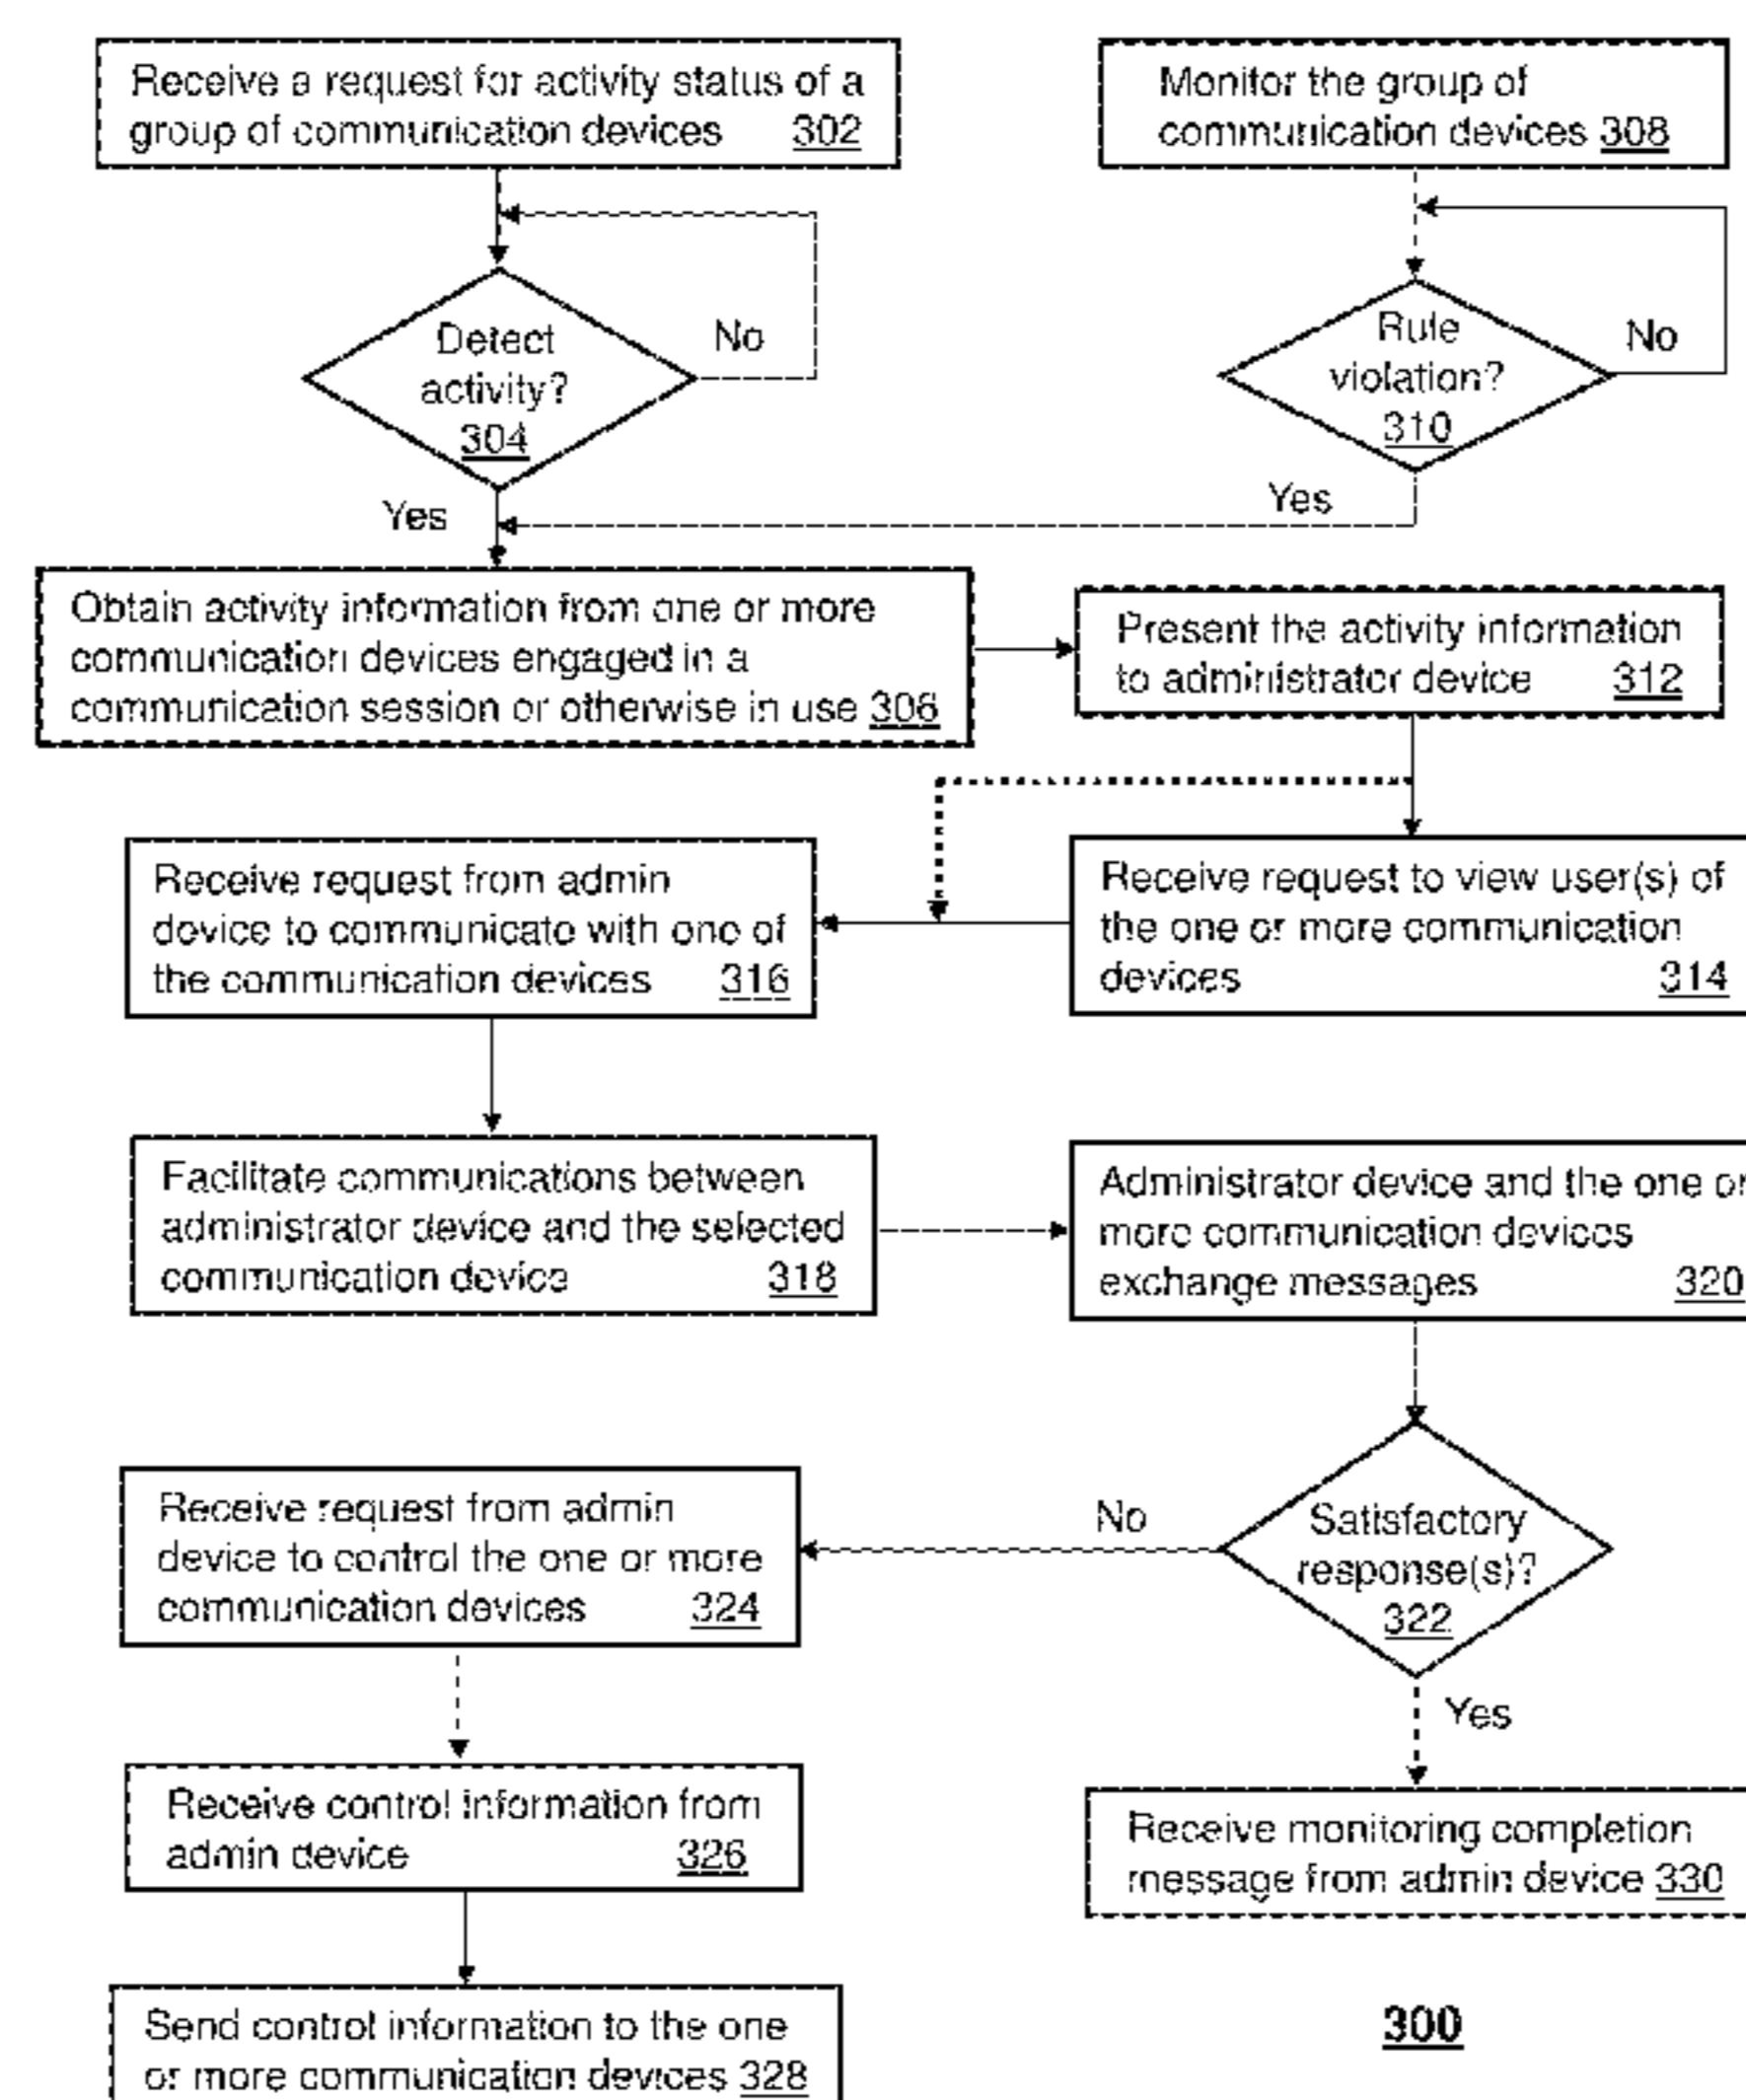 Receive a request for activity status of a
group of communication devices 302
Monitor the group of
communication devices 308
Detect
activity?
304
No
Rule
violation?
310
No
Yes
Yes
Obtain activity information from one or more
communication devices engaged in a
communication session or otherwise in use 306
Present the activity information
to administrator device 312
Receive request from admin
device to communicate with one of
the communication devices 316
Receive request to view user(s) of
the one or more communication
devices 314
Facilitate communications between
administrator device and the selected
communication device 318
Administrator device and the one or
more communication devices
exchange messages 320
Receive request from admin
device to control the one or more
communication devices 324
No
Satisfactory
response(s)?
322
Yes
Receive control information from
admin device 326
Receive monitoring completion
message from admin device 330
Send control information to the one
or more communication devices 328
300